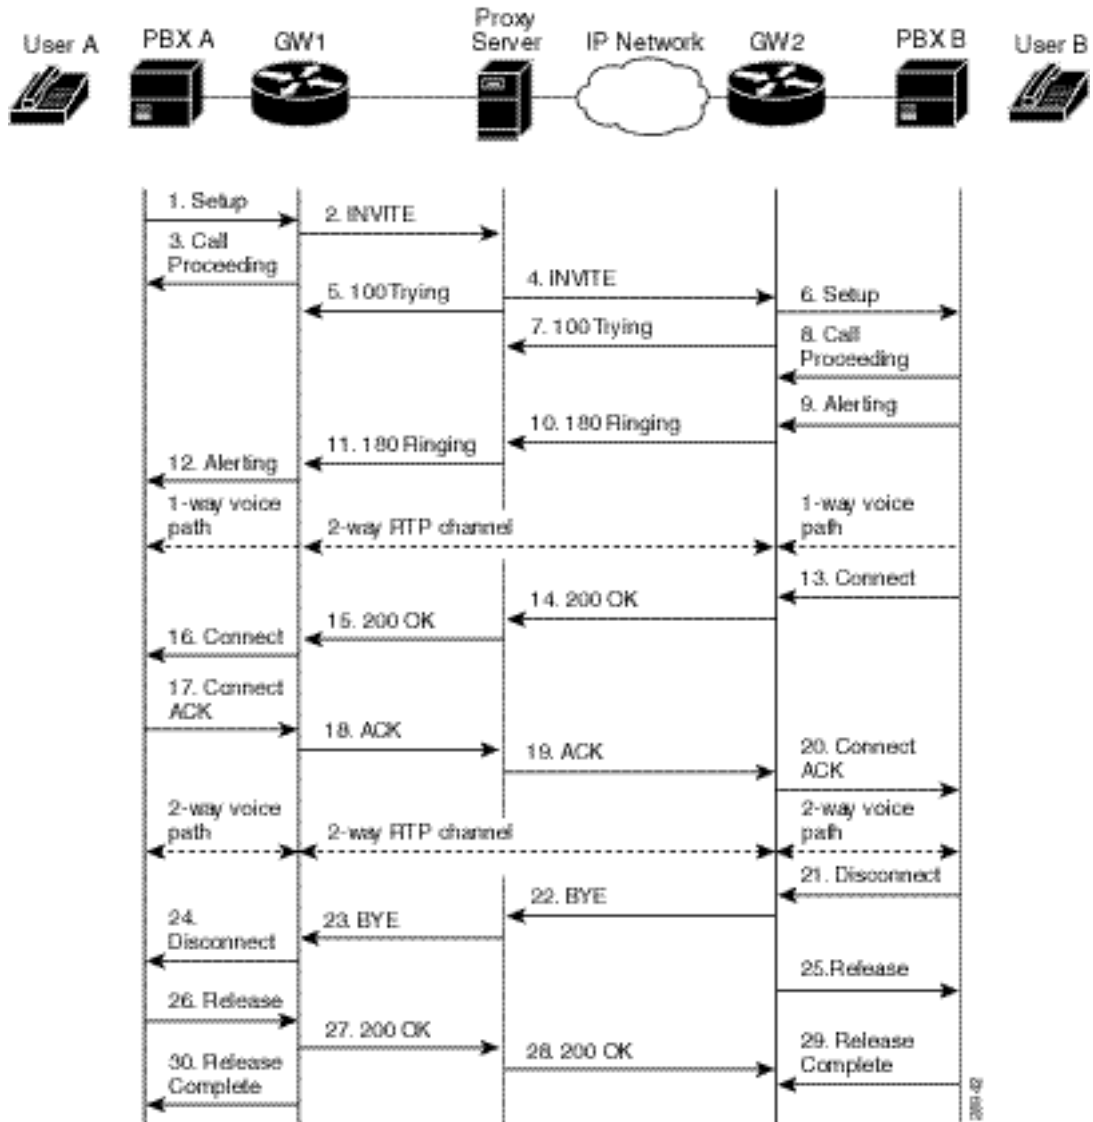 User A
PBX A
GW1
Proxy
Server
IP Network
GW2
PBX B
User B
1. Setup
2. INVITE
3. Call
Proceeding
4. INVITE
5. 100 Trying
6. Setup
7. 100 Trying
8. Call
Proceeding
9. Alerting
10. 180 Ringing
11. 180 Ringing
12. Alerting
1-way voice
path
2-way RTP channel
1-way voice
path
13. Connect
14. 200 OK
15. 200 OK
16. Connect
17. Connect
ACK
18. ACK
19. ACK
20. Connect
ACK
2-way voice
path
2-way RTP channel
2-way voice
path
21. Disconnect
22. BYE
23. BYE
24.
Disconnect
25.Release
26. Release
27. 200 OK
28. 200 OK
29. Release
Complete
30. Release
Complete